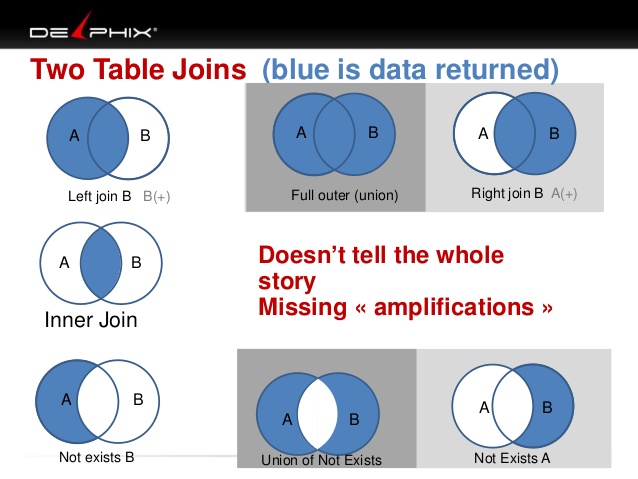 DELPHIX®
Two Table Joins (blue is data returned)
A B
Left join B B(+)
A B
Full outer (union)
A B
Right join B A(+)
A B
Inner Join
Doesn’t tell the whole
story
Missing « amplifications »
A B
Not exists B
A B
Union of Not Exists
A B
Not Exists A